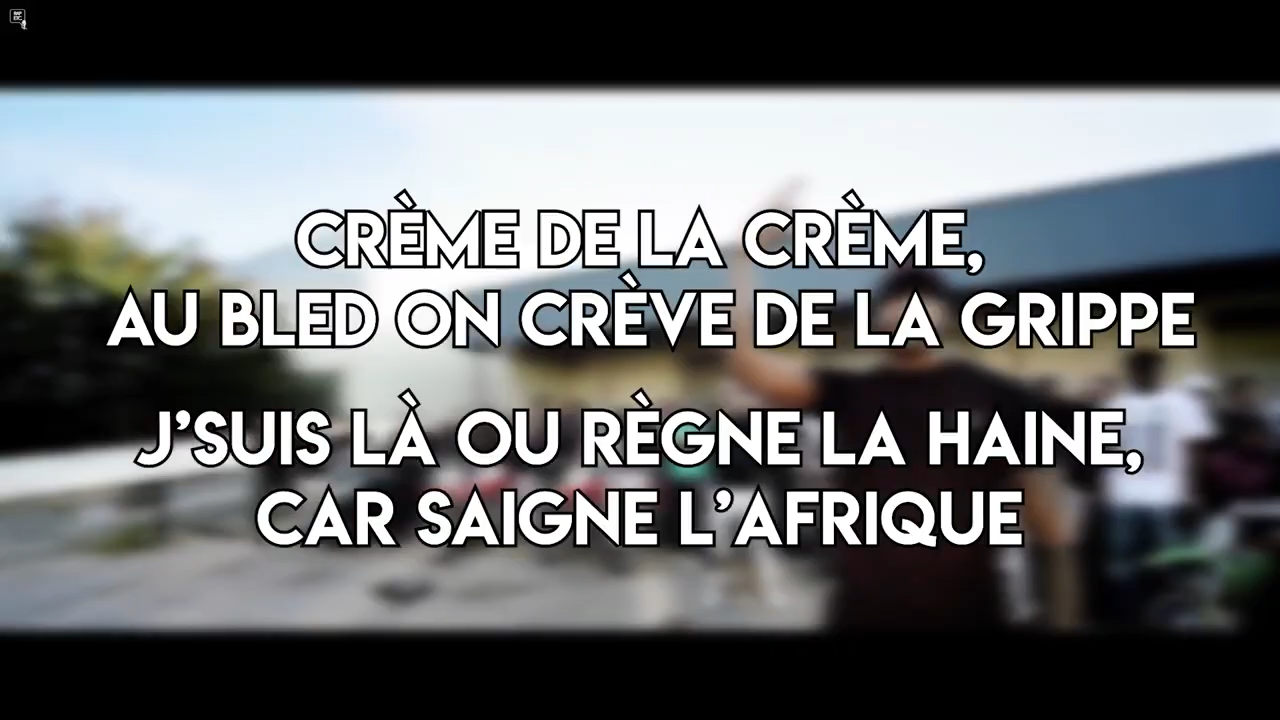 CRÈME DE LA CRÈME,
AU BLED ON CRÈVE DE LA GRIPPE
J'SUIS LÀ OU RÈGNE LA HAINE,
CAR SAIGNE L'AFRIQUE